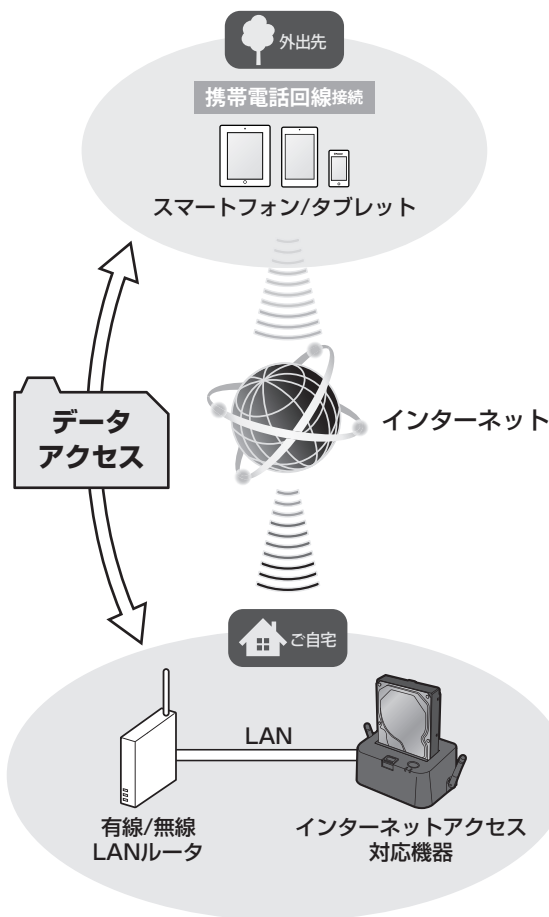 外出先
携帯電話回線接続
スマートフォン/タブレット
データ
アクセス
インターネット
ご自宅
LAN
有線/無線
LANルータ
インターネットアクセス
対応機器